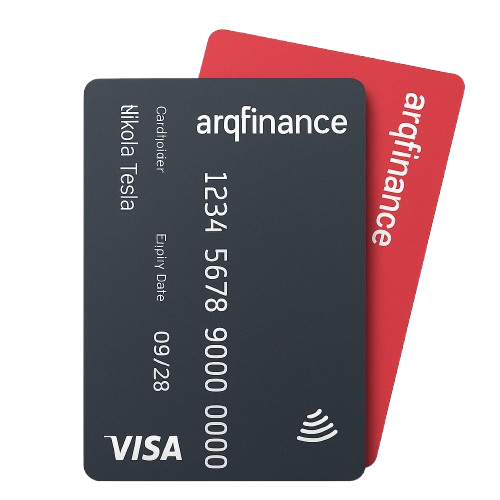 arqfinance
1234 5678 9000 0000
Cardholder
Nikola Tesla
Expiry Date
09/28
VISA
arqfinance